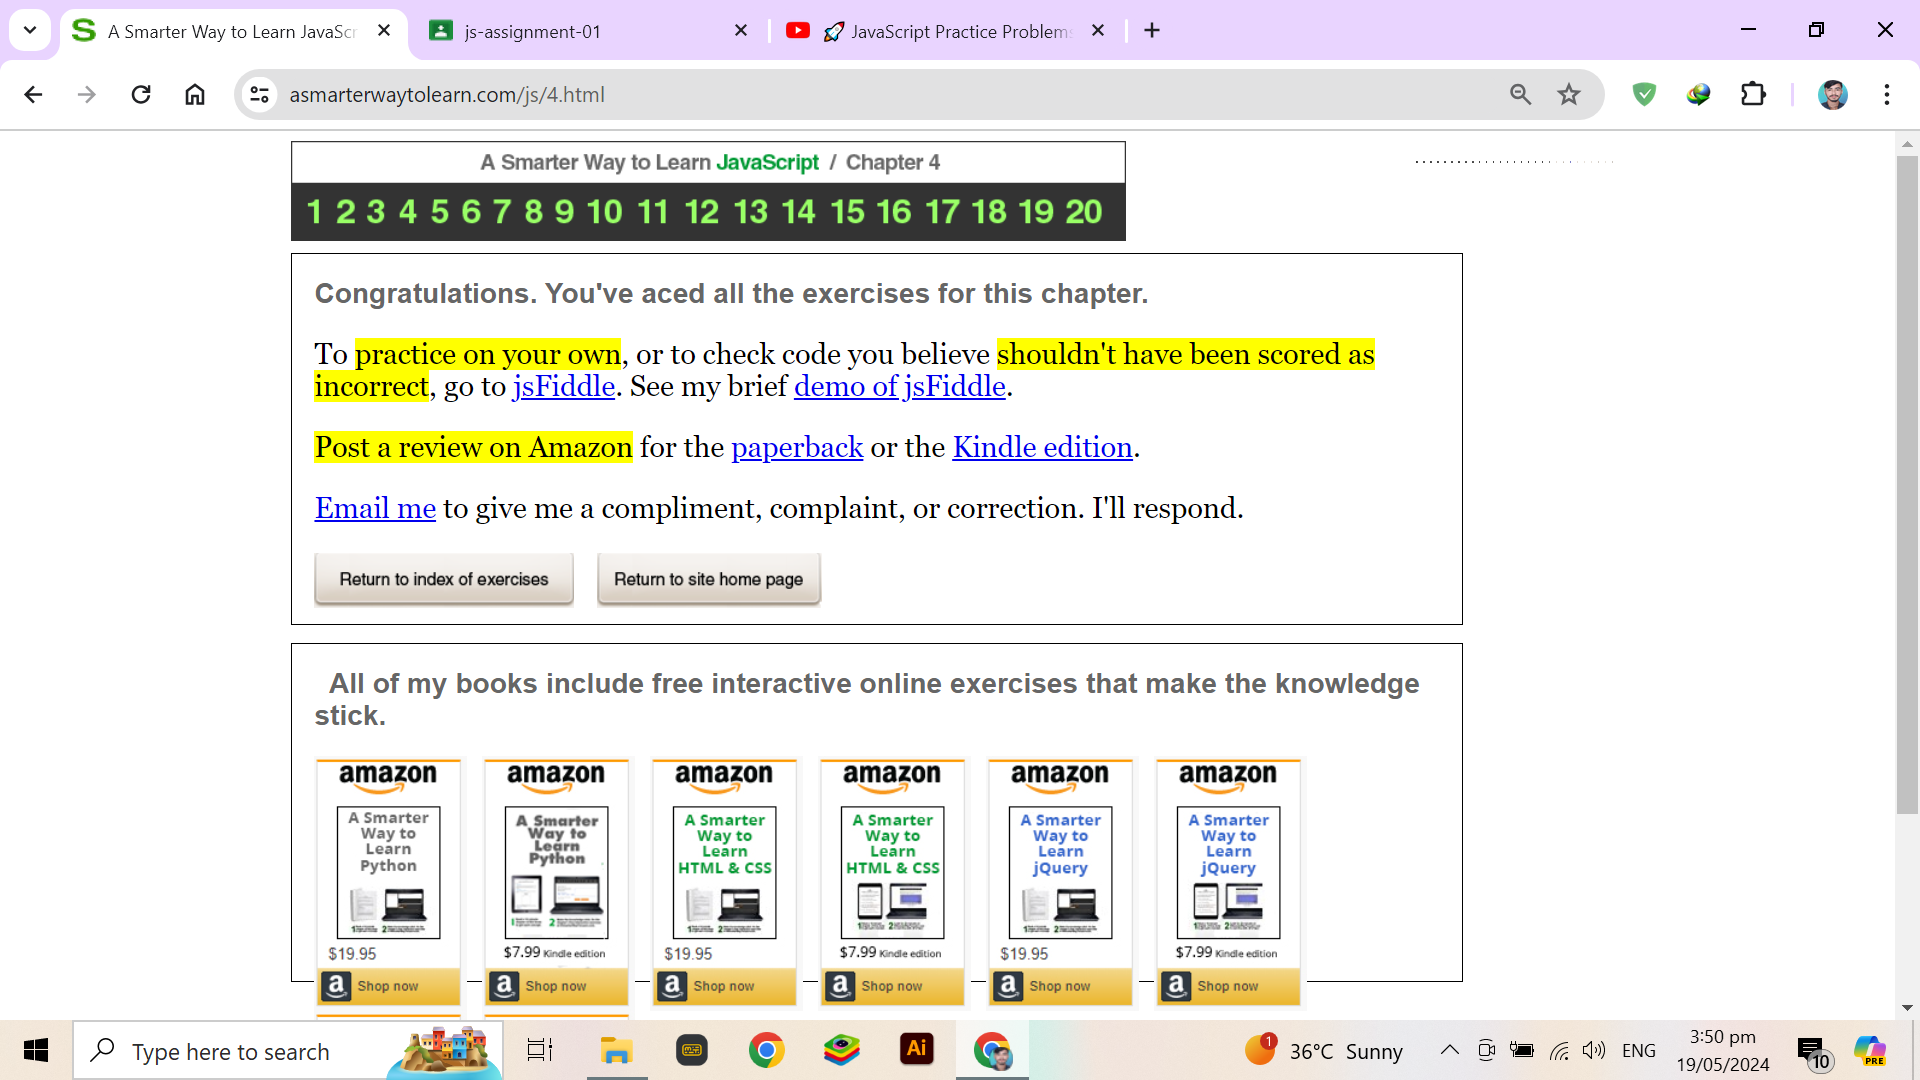 A Smarter Way to Learn JavaScr
js-assignment-01
JavaScript Practice Problem
asmarterwaytolearn.com/js/4.html
A Smarter Way to Learn JavaScript / Chapter 4
1 2 3 4 5 6 7 8 9 10 11 12 13 14 15 16 17 18 19 20
Congratulations. You've aced all the exercises for this chapter.
To practice on your own, or to check code you believe shouldn't have been scored as
incorrect, go to jsFiddle. See my brief demo of jsFiddle.
Post a review on Amazon for the paperback or the Kindle edition.
Email me to give me a compliment, complaint, or correction. I'll respond.
Return to index of exercises
Return to site home page
All of my books include free interactive online exercises that make the knowledge
stick.
amazon
A Smarter
Way to
Learn
Python
$19.95
a Shop now
amazon
A Smarter
Way to
Learn
Python
$7.99 Kindle edition
a Shop now
amazon
A Smarter
Way to
Learn
HTML & CSS
$19.95
a Shop now
amazon
A Smarter
Way to
Learn
HTML & CSS
$7.99 Kindle edition
a Shop now
amazon
A Smarter
Way to
Learn
jQuery
$19.95
a Shop now
amazon
A Smarter
Way to
Learn
jQuery
$7.99 Kindle edition
a Shop now
Type here to search
Ai
1
36°C Sunny
ENG
3:50 pm
19/05/2024
10
PRE